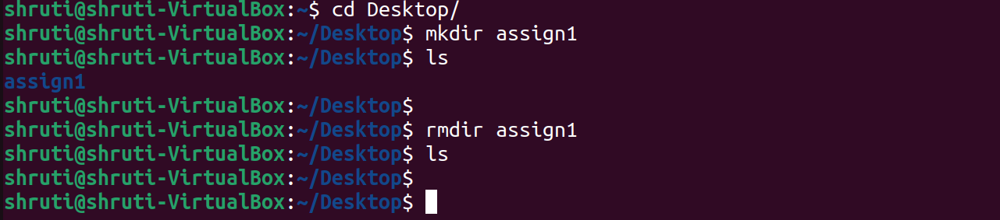 shruti@shruti-VirtualBox:~$ cd Desktop/
shruti@shruti-VirtualBox:~/Desktop$ mkdir assign1
shruti@shruti-VirtualBox:~/Desktop$ ls
assign1
shruti@shruti-VirtualBox:~/Desktop$
shruti@shruti-VirtualBox:~/Desktop$ rmdir assign1
shruti@shruti-VirtualBox:~/Desktop$ ls
shruti@shruti-VirtualBox:~/Desktop$
shruti@shruti-VirtualBox:~/Desktop$